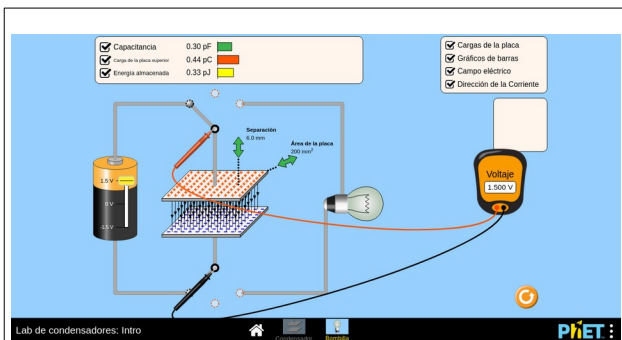 Capacitancia 0.30 pF
Carga de la placa superior 0.44 pC
Energía almacenada 0.33 pJ
Cargas de la placa
Gráficos de barras
Campo eléctrico
Dirección de la Corriente
Separación
6.0 mm
Área de la placa
200 mm²
1.5 V
0 V
-1.5 V
Voltaje
1.500 V
Lab de condensadores: Intro
Condensador
Bombilla
PhET